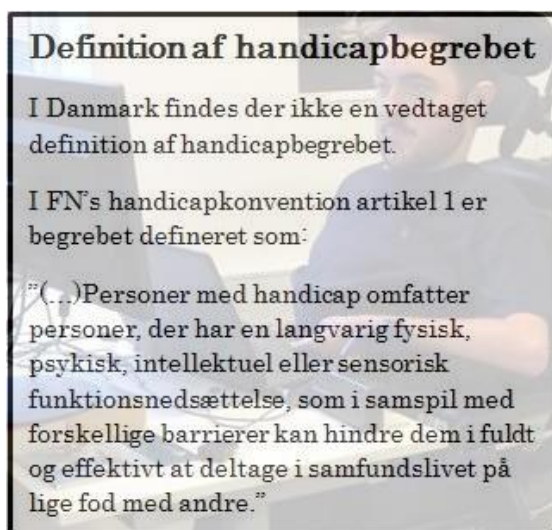 Definition af handicapbegrebet
I Danmark findes der ikke en vedtaget
definition af handicapbegrebet.
I FN's handicapkonvention artikel 1 er
begrebet defineret som:
"(...)Personer med handicap omfatter
personer, der har en langvarig fysisk,
psykisk, intellektuel eller sensorisk
funktionsnedsættelse, som i samspil med
forskellige barrierer kan hindre dem i fuldt
og effektivt at deltage i samfundslivet på
lige fod med andre."